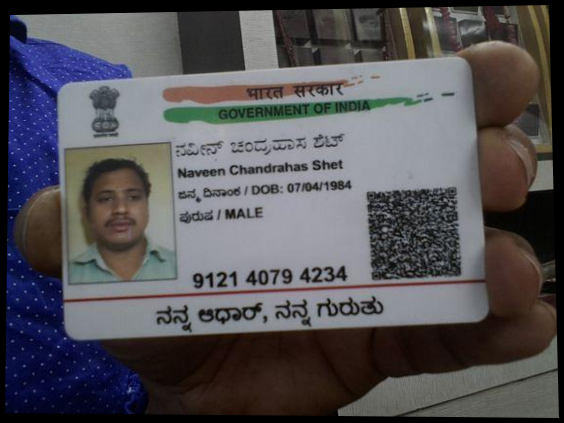 भारत सरकार
GOVERNMENT OF INDIA
ನವೀನ್ ಚಂದ್ರಹಾಸ ಶೆಟ್
Naveen Chandrahas Shet
ಜನ್ಮ ದಿನಾಂಕ / DOB: 07/04/1984
ಪುರುಷ / MALE
9121 4079 4234
ನನ್ನ ಆಧಾರ್, ನನ್ನ ಗುರುತು